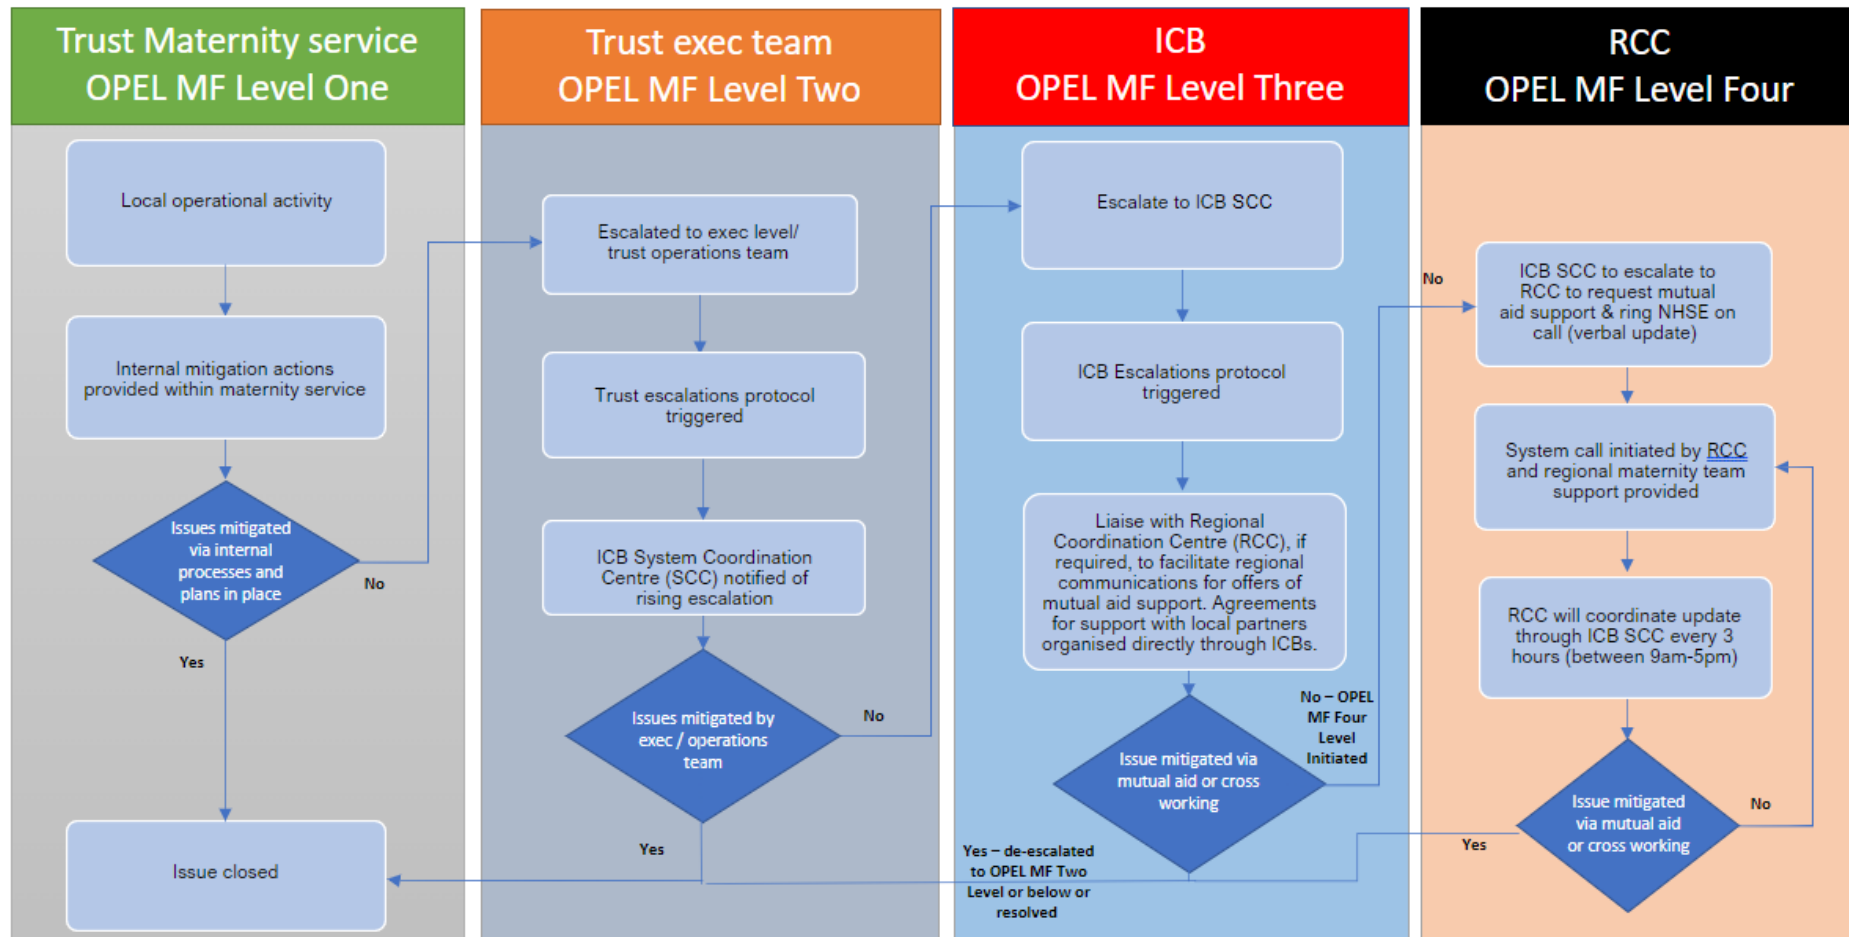 Trust Maternity service
OPEL MF Level One
Local operational activity
Internal mitigation actions
provided within maternity service
Issues mitigated
via internal
processes and
plans in place
No
Yes
Issue closed
Trust exec team
OPEL MF Level Two
Escalated to exec level/
trust operations team
Trust escalations protocol
triggered
ICB System Coordination
Centre (SCC) notified of
rising escalation
Issues mitigated by
exec / operations
team
No
Yes
ICB
OPEL MF Level Three
Escalate to ICB SCC
ICB Escalations protocol
triggered
Liaise with Regional
Coordination Centre (RCC), if
required, to facilitate regional
communications for offers of
mutual aid support. Agreements
for support with local partners
organised directly through ICBs.
Issue mitigated via
mutual aid or cross
working
No – OPEL
MF Four
Level
Initiated
Yes – de-escalated
to OPEL MF Two
Level or below or
resolved
RCC
OPEL MF Level Four
No
ICB SCC to escalate to
RCC to request mutual
aid support & ring NHSE on
call (verbal update)
System call initiated by RCC
and regional maternity team
support provided
RCC will coordinate update
through ICB SCC every 3
hours (between 9am-5pm)
Issue mitigated
via mutual aid
or cross working
No
Yes